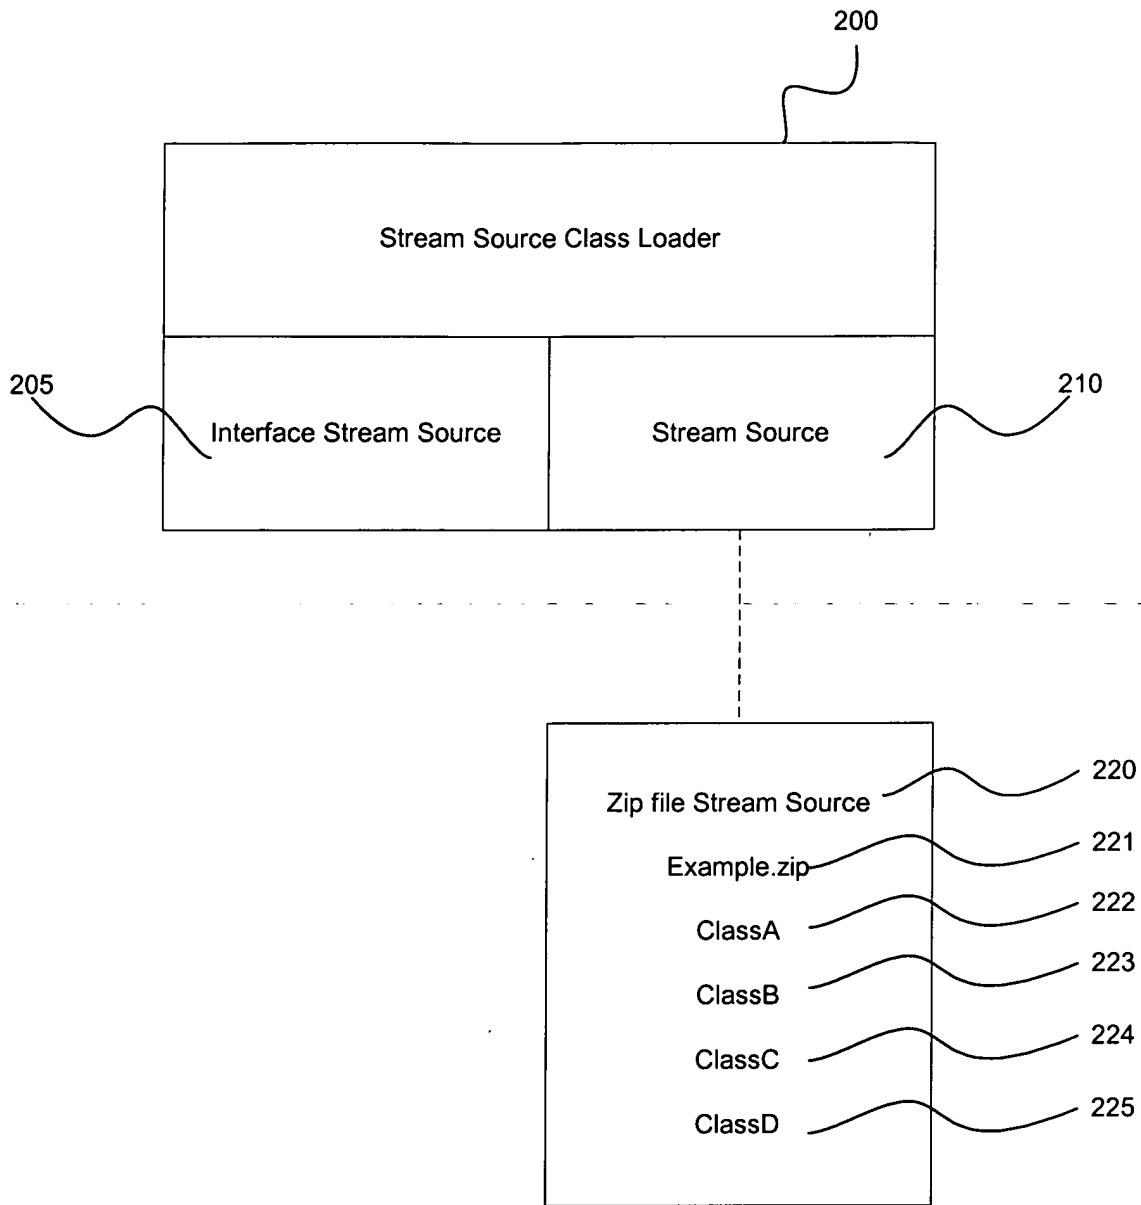 200
Stream Source Class Loader
205
210
Interface Stream Source
Stream Source
220
Zip file Stream Source
221
Example.zip
222
ClassA
223
ClassB
224
ClassC
225
ClassD